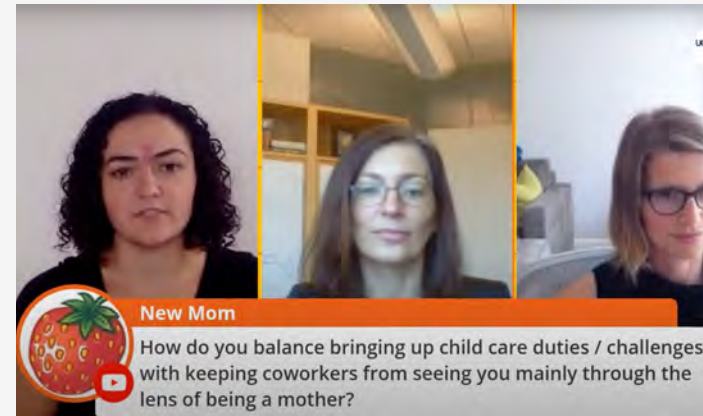 New Mom
How do you balance bringing up child care duties / challenges
with keeping coworkers from seeing you mainly through the
lens of being a mother?